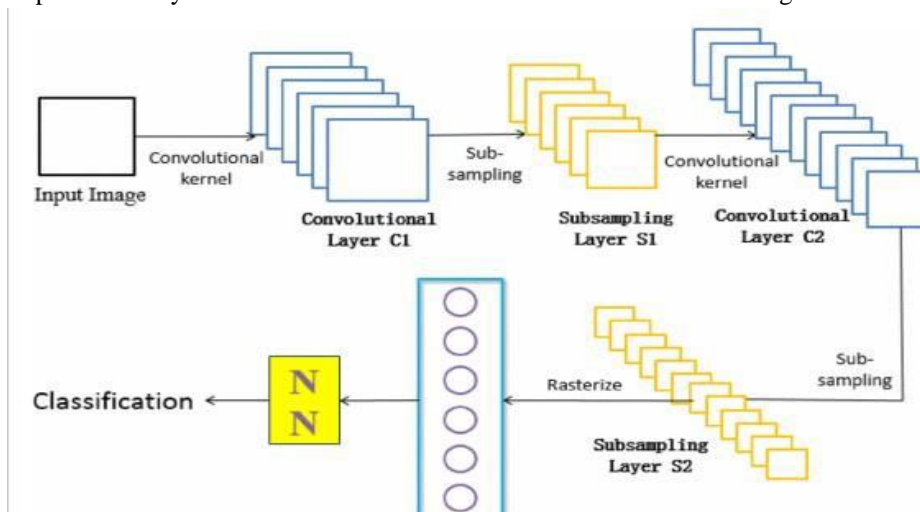 Input Image
Convolutional
kernel
Convolutional
Layer C1
Sub-
sampling
Subsampling
Layer S1
Convolutional
kernel
Convolutional
Layer C2
Sub-
sampling
Subsampling
Layer S2
Rasterize
N
N
Classification